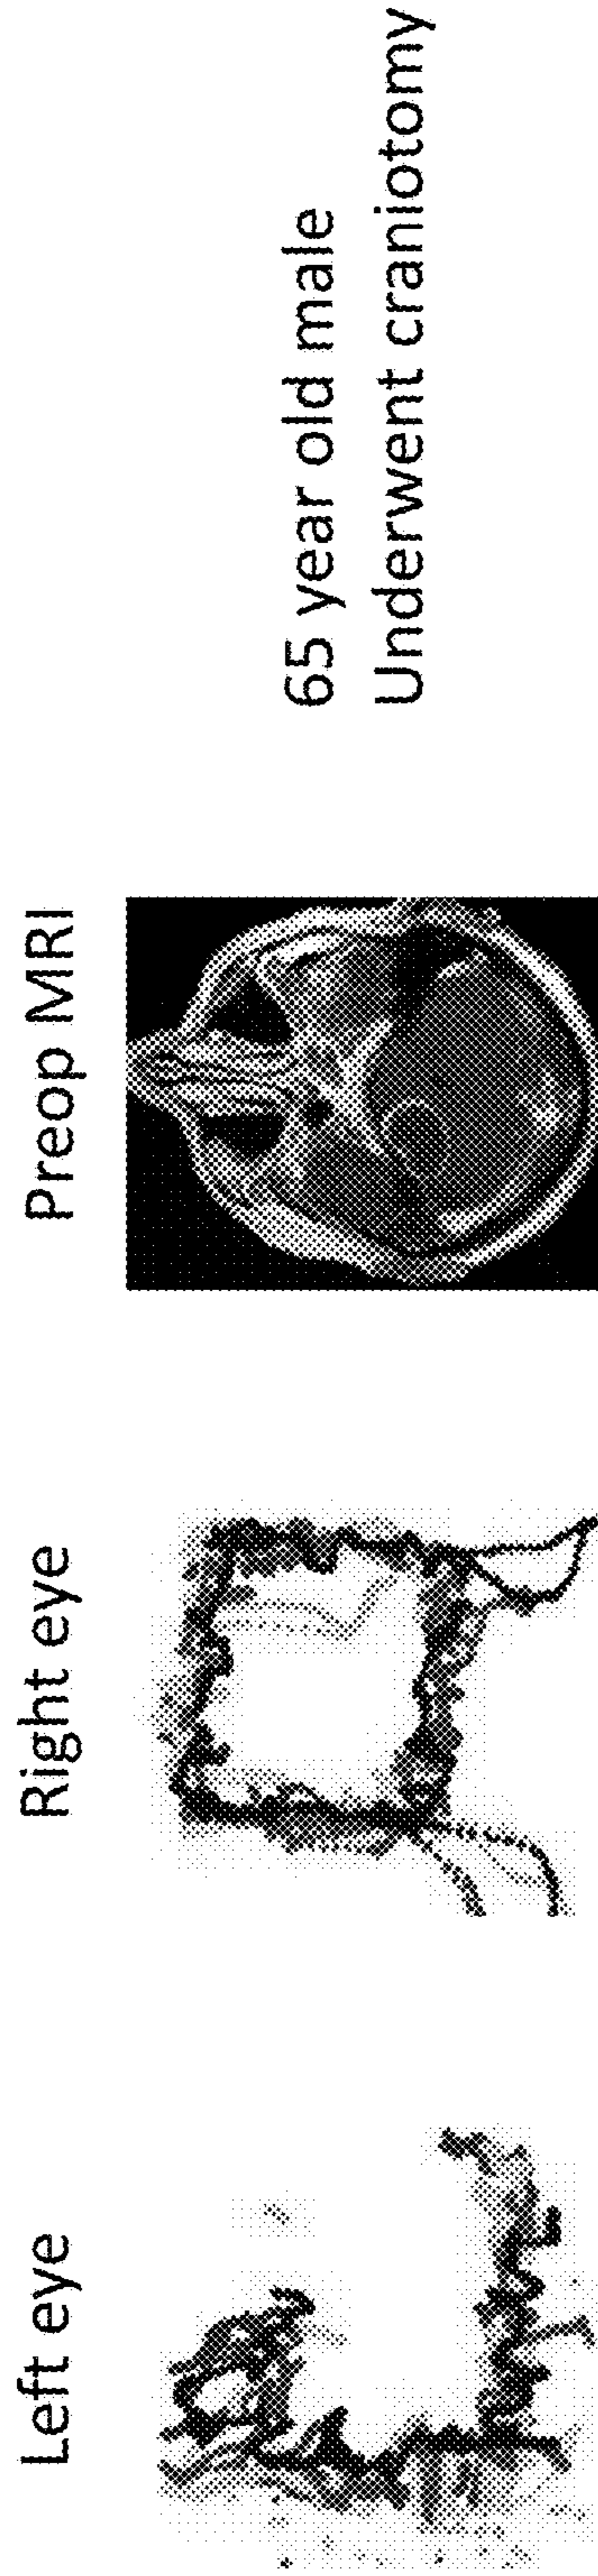 Left eye
Right eye
Preop MRI
65 year old male
Underwent craniotomy